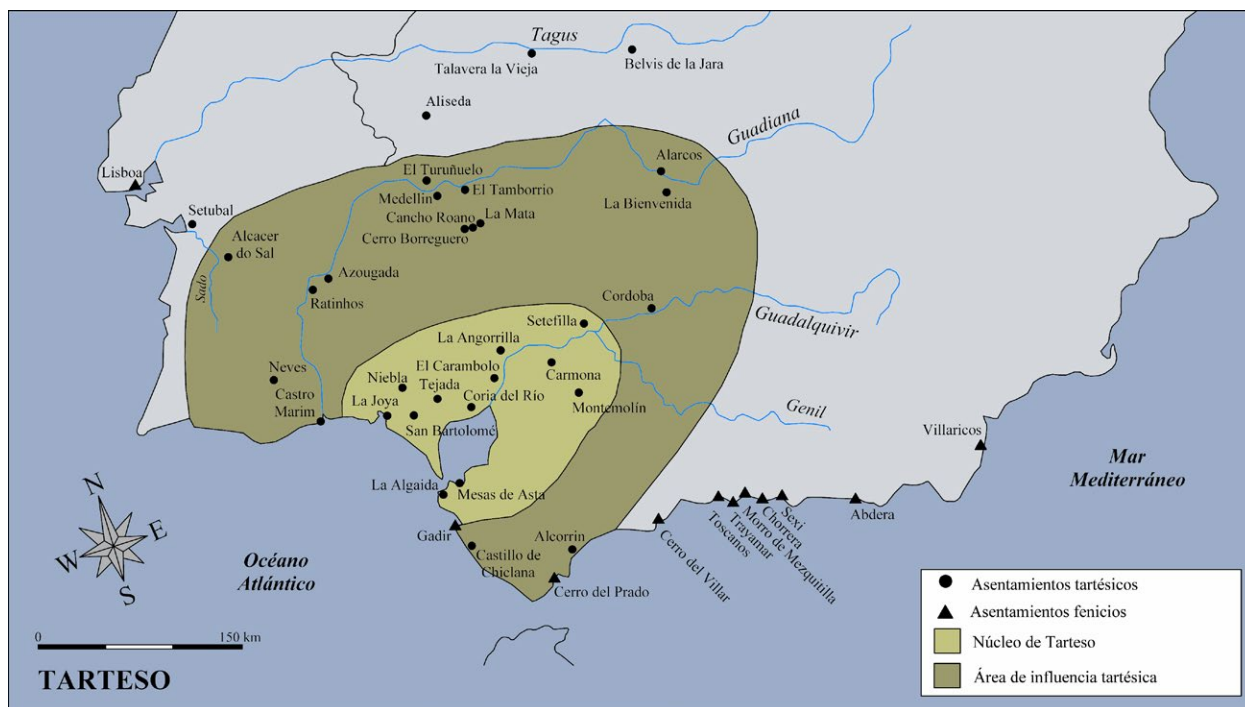 Tagus
Talavera la Vieja
Belvis de la Jara
Aliseda
Guadiana
Lisboa
Alarcos
El Turuñuelo
El Tamborrio
Medellin
La Bienvenida
Setubal
Cancho Roano
La Mata
Cerro Borreguero
Alcacer
do Sal
Sado
Azougada
Ratinhos
Cordoba
Guadalquivir
Setefilla
La Angorrilla
El Carambolo
Carmona
Neves
Niebla
Tejada
Castro
Marim
La Joya
Coria del Río
Montemolín
Genil
San Bartolomé
Villaricos
Mar
Mediterráneo
La Algaida
Mesas de Asta
N
E
W
S
Océano
Atlántico
Gadir
Alcorrin
Castillo de
Chiclana
Cerro del Prado
Cerro del Villar
Toscanos
Trayamar
Morro de Mezquitilla
Chorrera
Sexi
Abdera
0
150 km
TARTESO
Asentamientos tartésicos
Asentamientos fenicios
Núcleo de Tarteso
Área de influencia tartésica